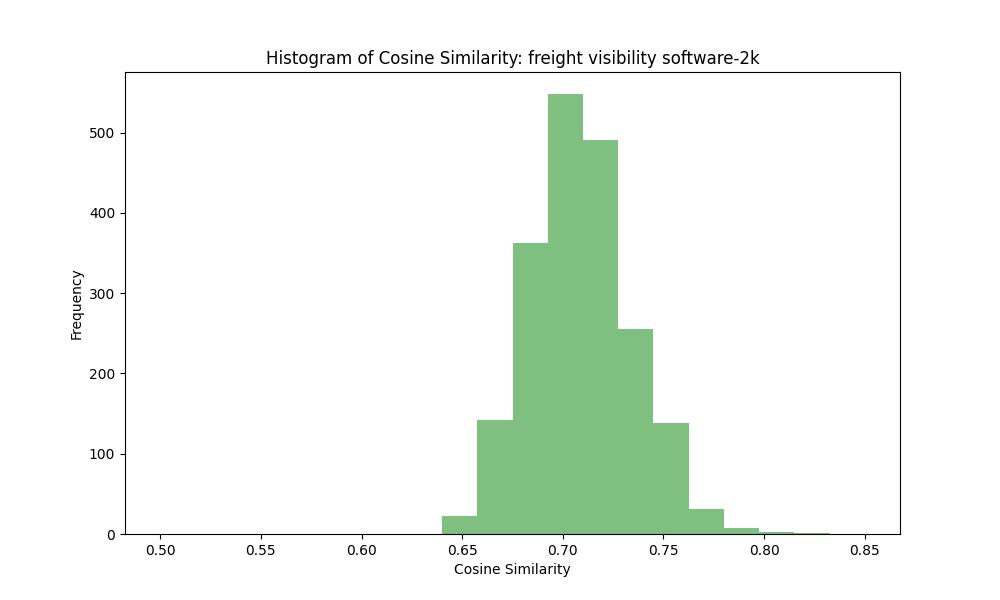 Histogram of Cosine Similarity: freight visibility software-2k
Frequency
500
400
300
200
100
0
0.50 0.55 0.60 0.65 0.70 0.75 0.80 0.85
Cosine Similarity